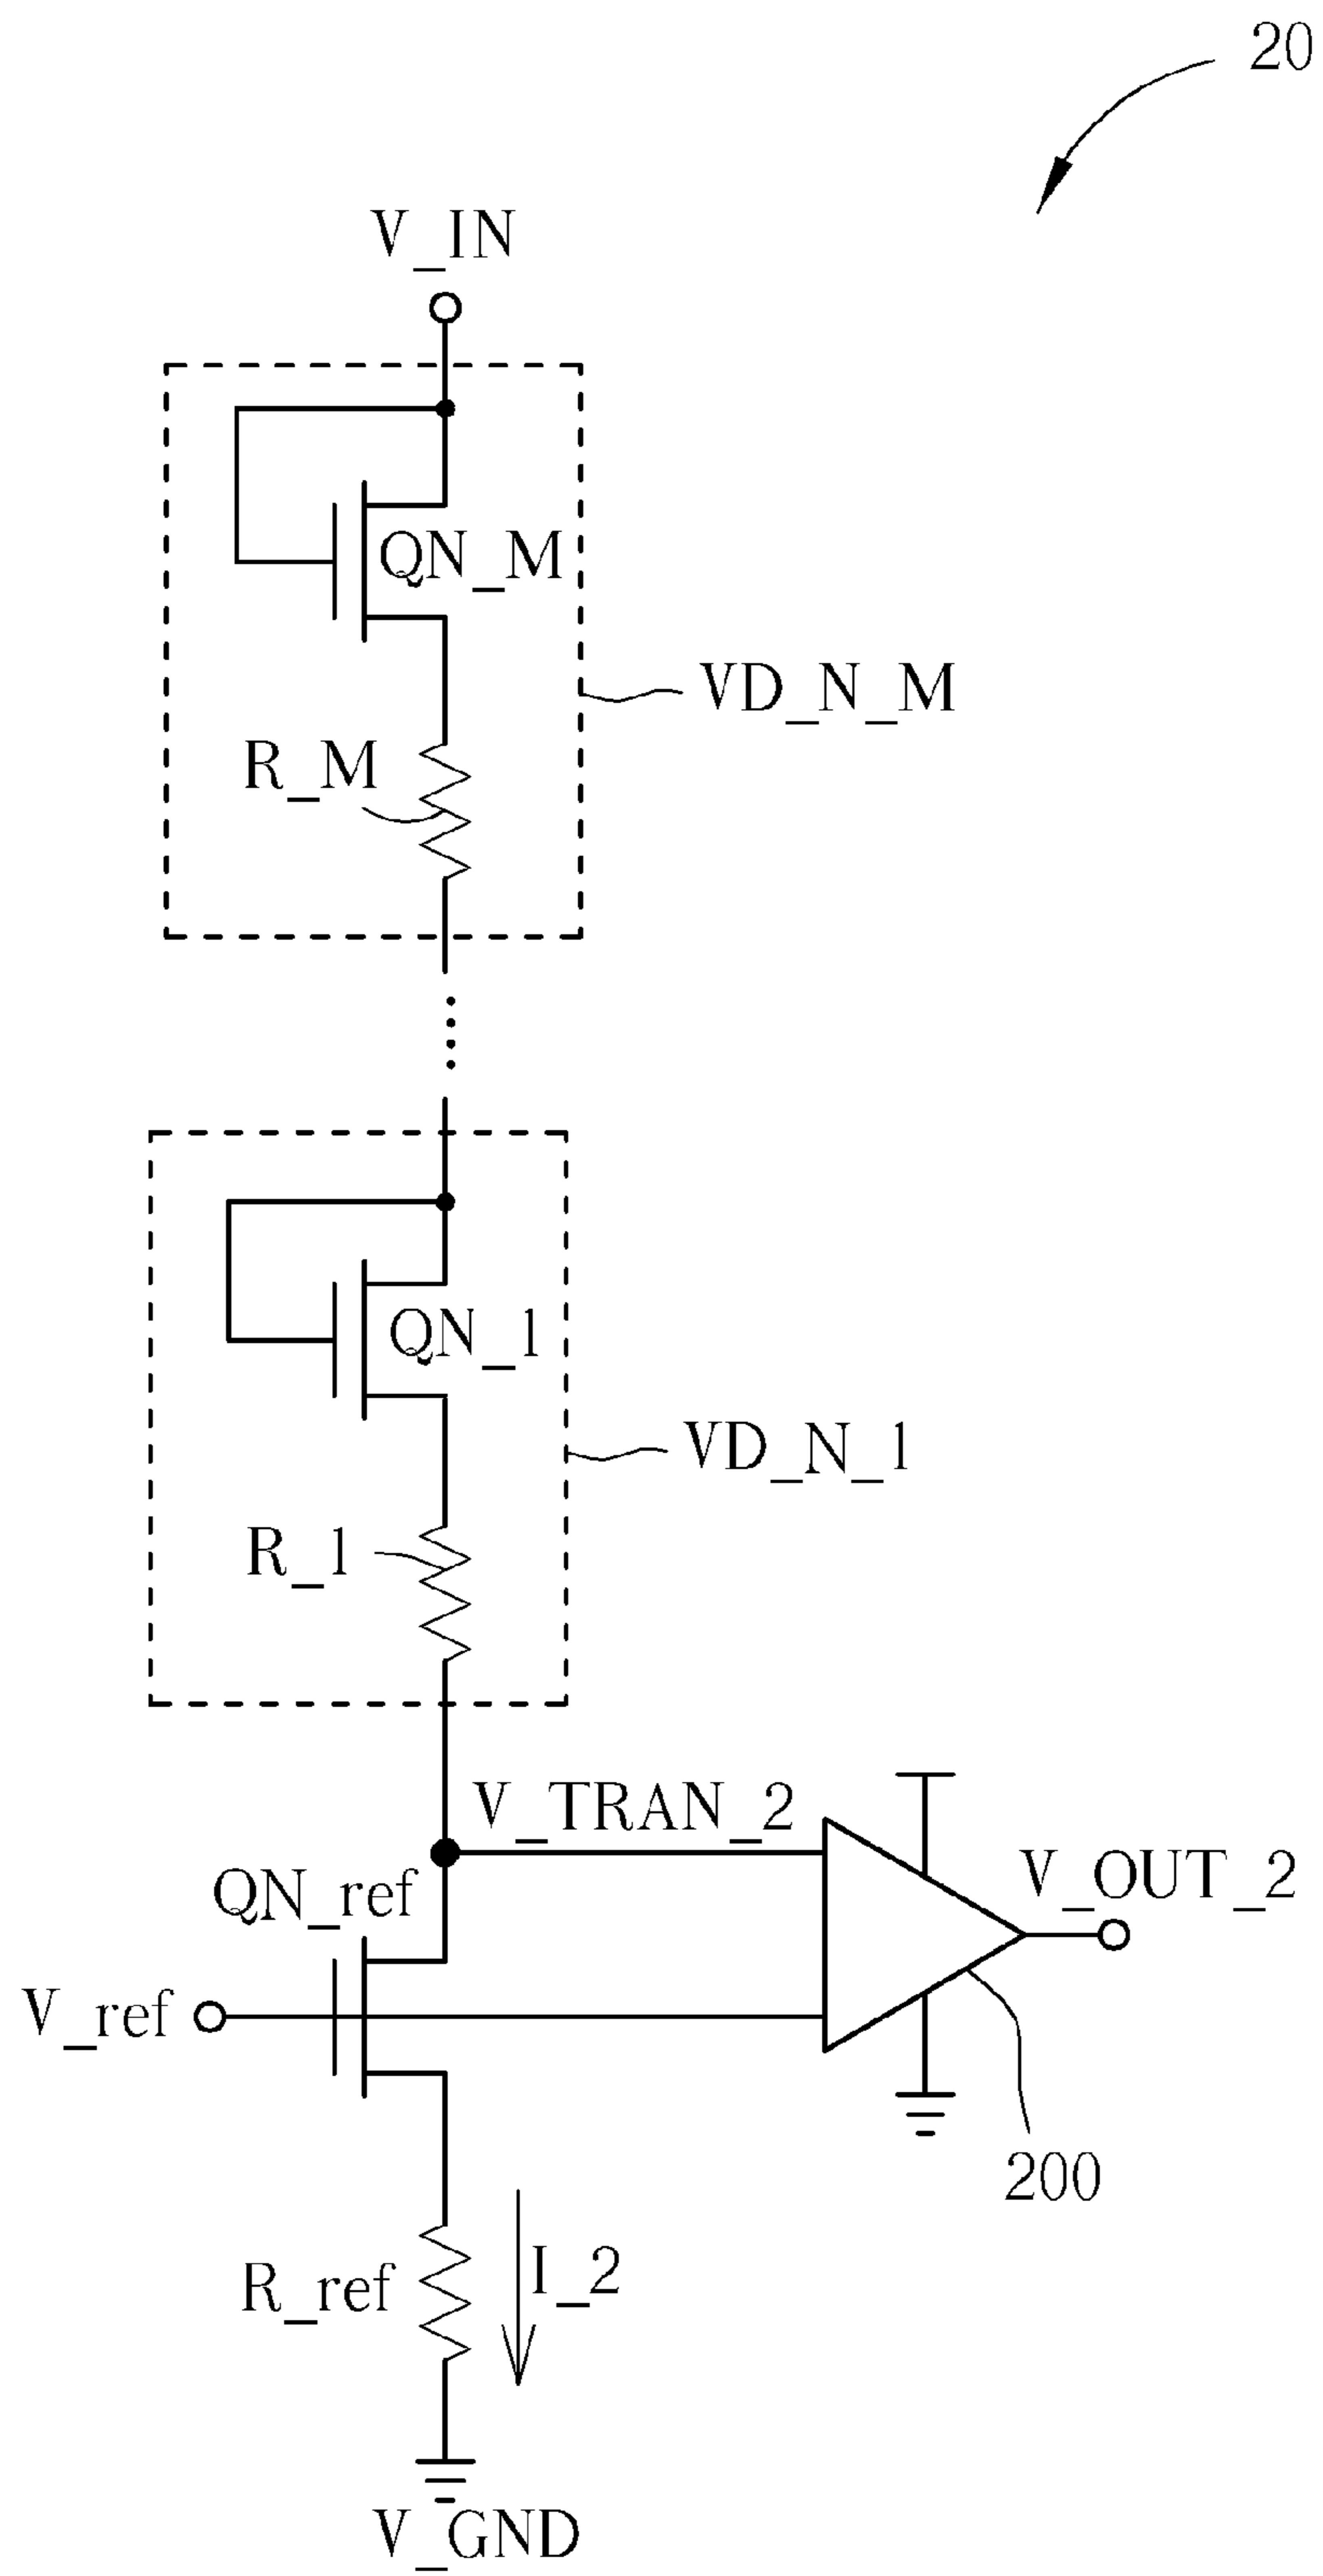 20
V_IN
QN_M
VD_N_M
R_M
QN_1
VD_N_1
R_1
V_TRAN_2
V_OUT_2
QN_ref
V_ref
200
I_2
R_ref
V_GND